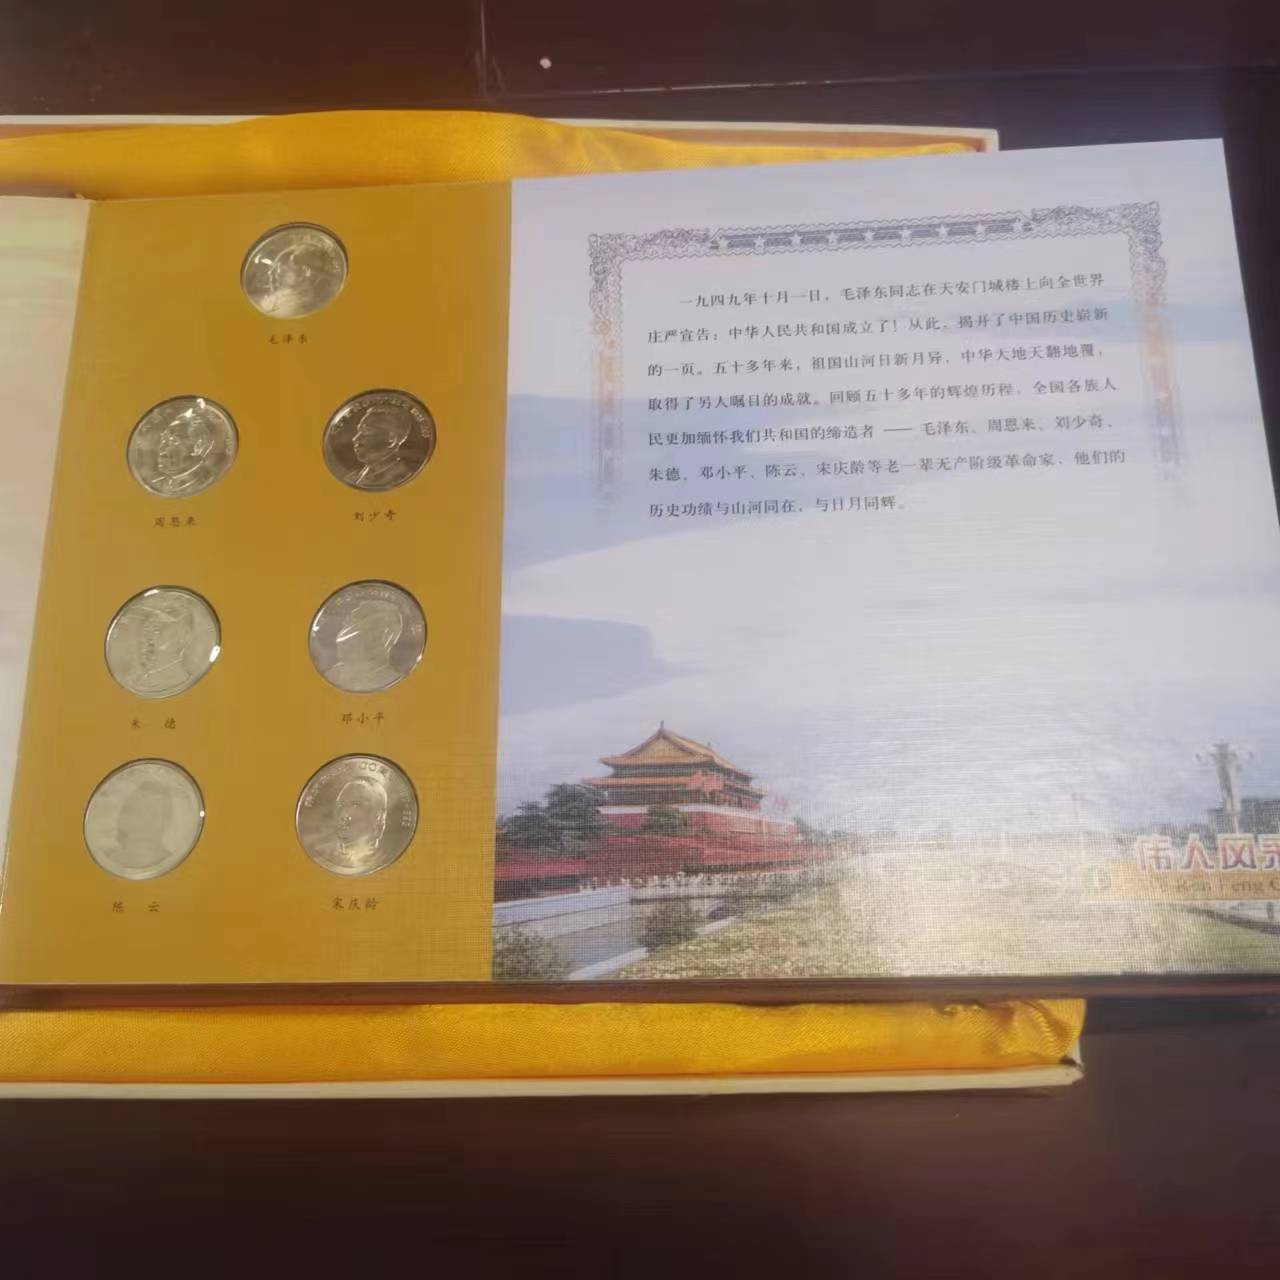 毛泽东
周恩来
刘少奇
朱 德
邓小平
陈 云
宋庆龄
一九四九年十月一日，毛泽东同志在天安门城楼上向全世界
庄严宣告：中华人民共和国成立了！从此，揭开了中国历史崭新
的一页。五十多年来，祖国山河日新月异，中华大地天翻地覆，
取得了另人瞩目的成就。回顾五十多年的辉煌历程，全国各族人
民更加缅怀我们共和国的缔造者 —— 毛泽东、周恩来、刘少奇、
朱德、邓小平、陈云、宋庆龄等老一辈无产阶级革命家，他们的
历史功绩与山河同在，与日月同辉。
伟人风
Ren Feng